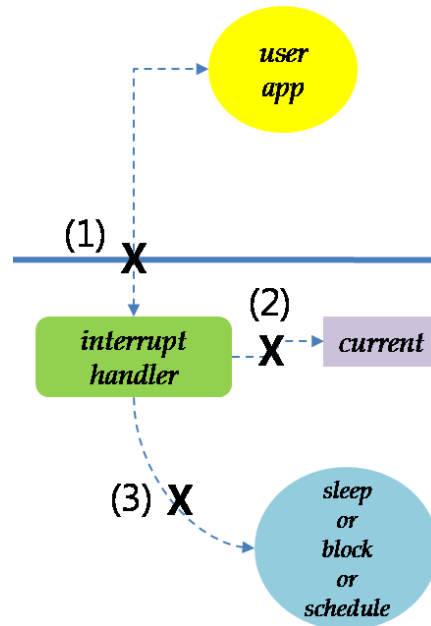 user
app
(1)
X
(2)
interrupt
handler
X
current
(3)
X
sleep
or
block
or
schedule